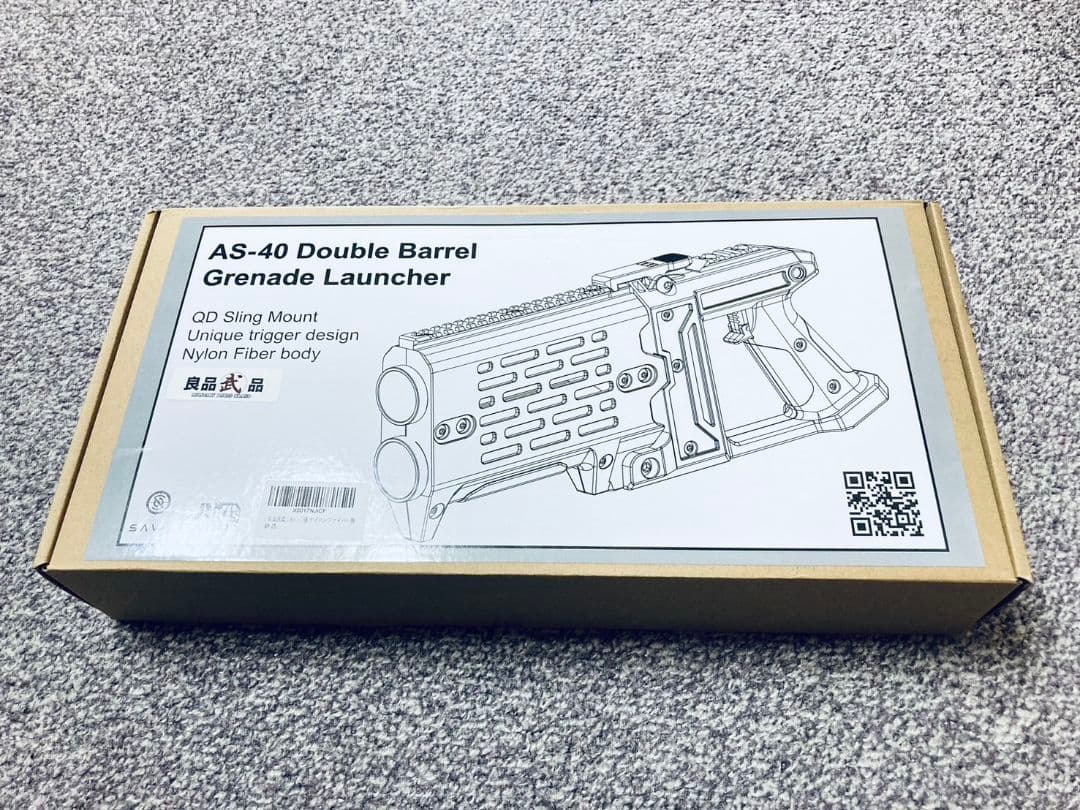 AS-40 Double Barrel
Grenade Launcher
QD Sling Mount
Unique trigger design
Nylon Fiber body
良品武品
SAV